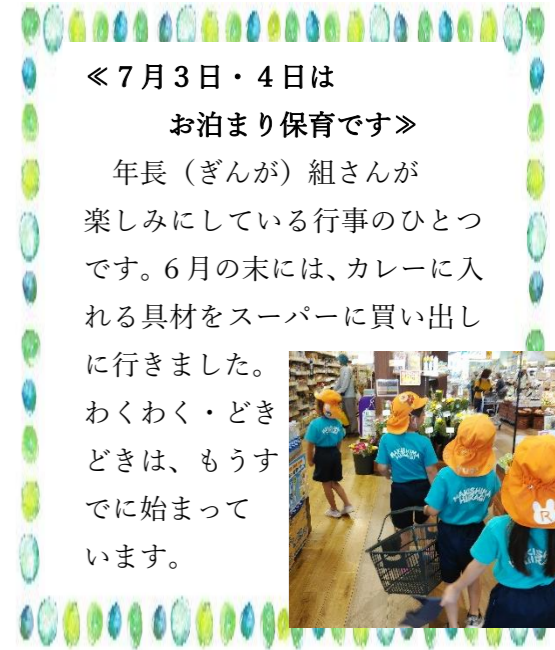 ≪７月３日・４日は
お泊まり保育です≫
年長（ぎんが）組さんが
楽しみにしている行事のひとつ
です。６月の末には、カレーに入
れる具材をスーパーに買い出し
に行きました。
わくわく・どき
どきは、もうす
でに始まって
います。